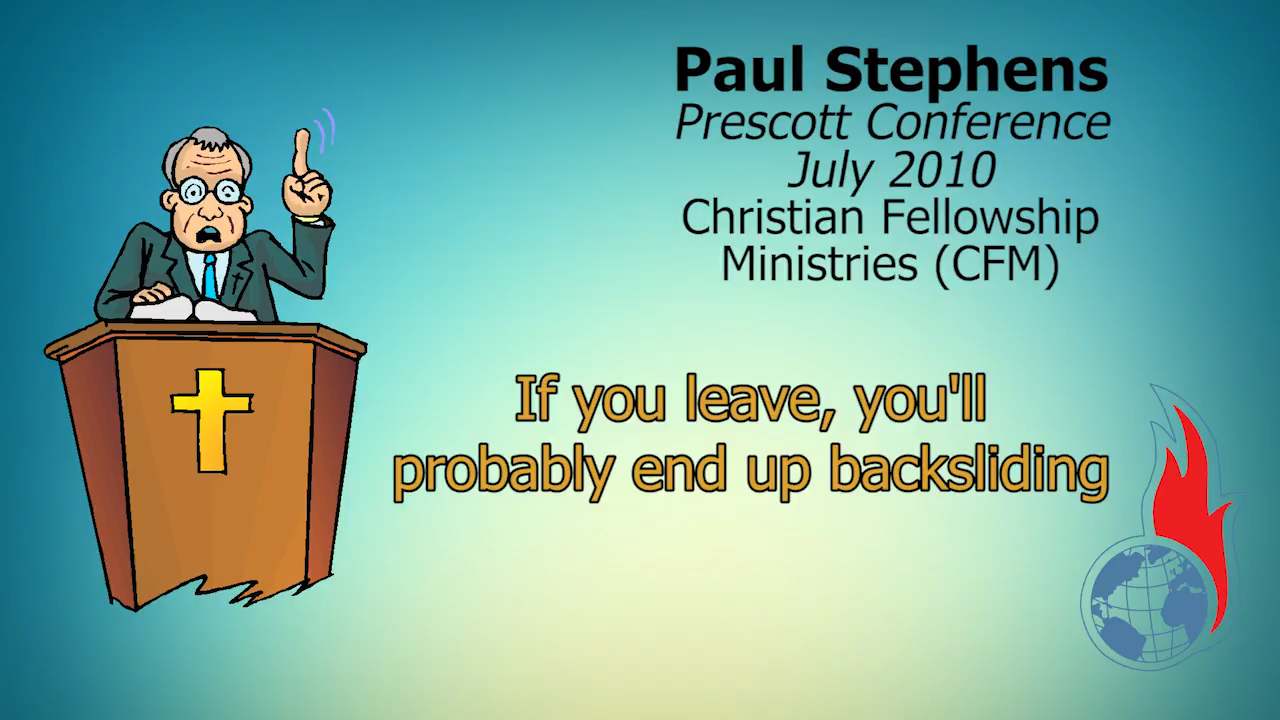 Paul Stephens
Prescott Conference
July 2010
Christian Fellowship
Ministries (CFM)
If you leave, you'll
probably end up backsliding